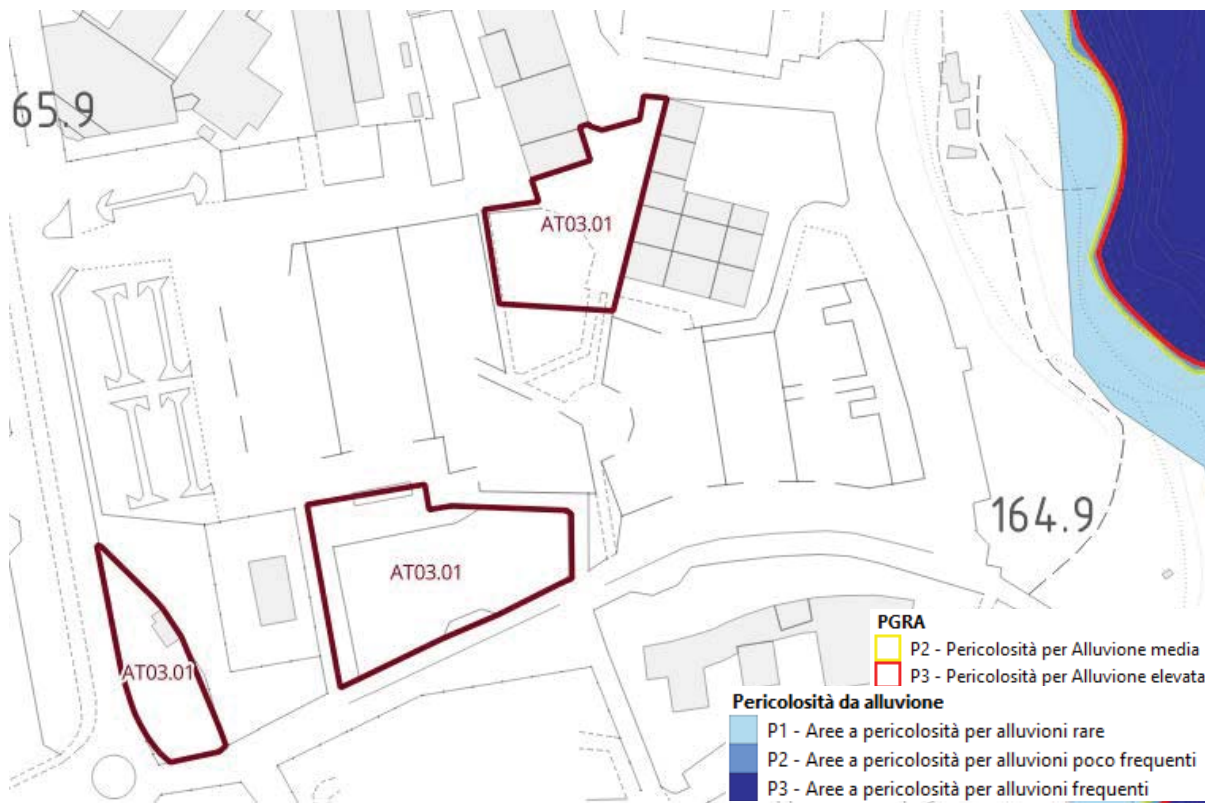 65.9
AT03.01
AT03.01
164.9
AT03.01
PGRA
P2 - Pericolosità per Alluvione media
P3 - Pericolosità per Alluvione elevata
Pericolosità da alluvione
P1 - Aree a pericolosità per alluvioni rare
P2 - Aree a pericolosità per alluvioni poco frequenti
P3 - Aree a pericolosità per alluvioni frequenti